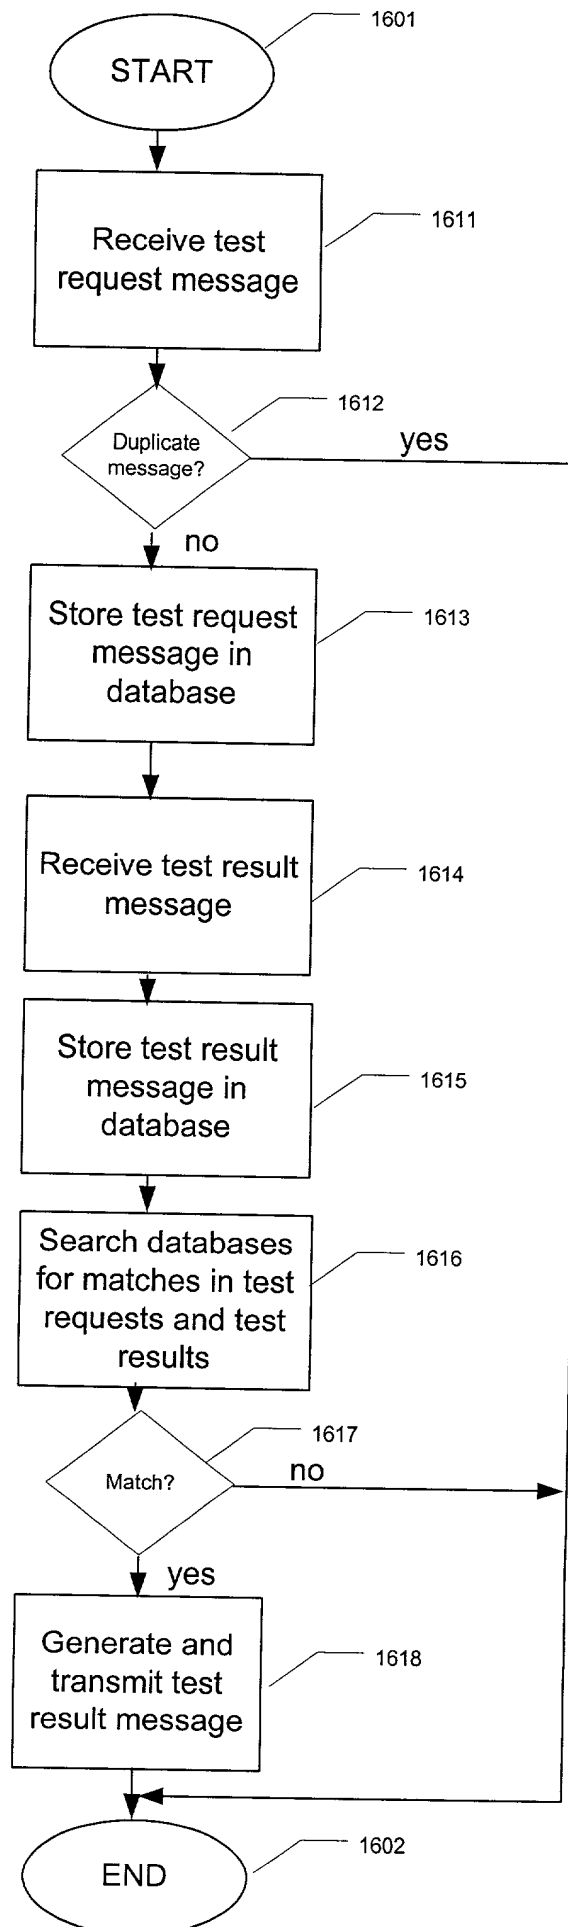 1601
START
Receive test
request message
1611
Duplicate
message?
1612
yes
no
Store test request
message in
database
1613
Receive test result
message
1614
Store test result
message in
database
1615
Search databases
for matches in test
requests and test
results
1616
Match?
1617
no
yes
Generate and
transmit test
result message
1618
END
1602